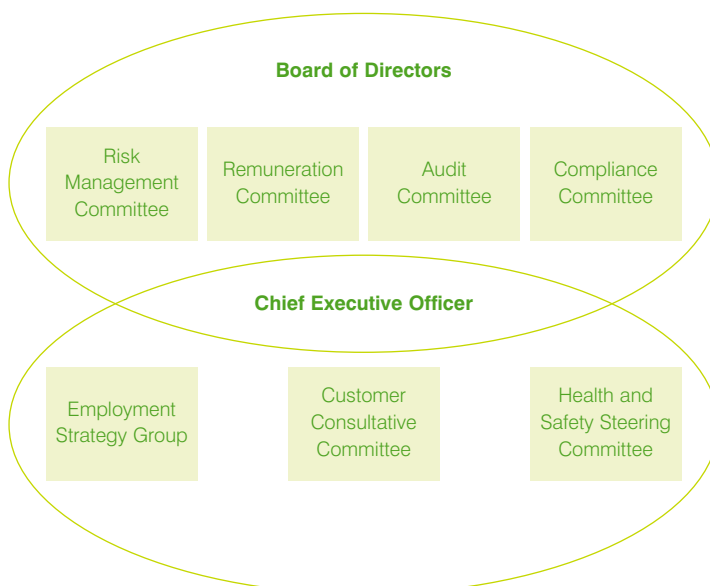 Board of Directors
Risk
Management
Committee
Remuneration
Committee
Audit
Committee
Compliance
Committee
Chief Executive Officer
Employment
Strategy Group
Customer
Consultative
Committee
Health and
Safety Steering
Committee